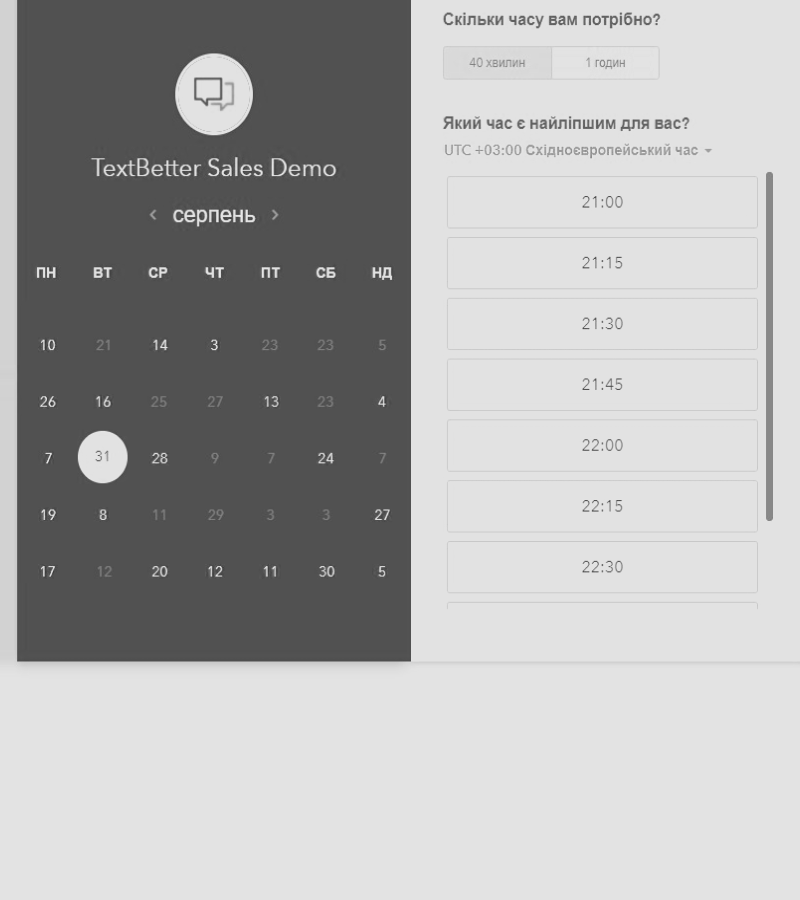 TextBetter Sales Demo
серпень
ПН ВТ СР ЧТ ПТ СБ НД
10 21 14 3 23 23 5
26 16 25 27 13 23 4
7 31 28 9 7 24 7
19 8 11 29 3 3 27
17 12 20 12 11 30 5
Скільки часу вам потрібно?
40 хвилин 1 годин
Який час є найліпшим для вас?
UTC +03:00 Східноєвропейський час
21:00
21:15
21:30
21:45
22:00
22:15
22:30